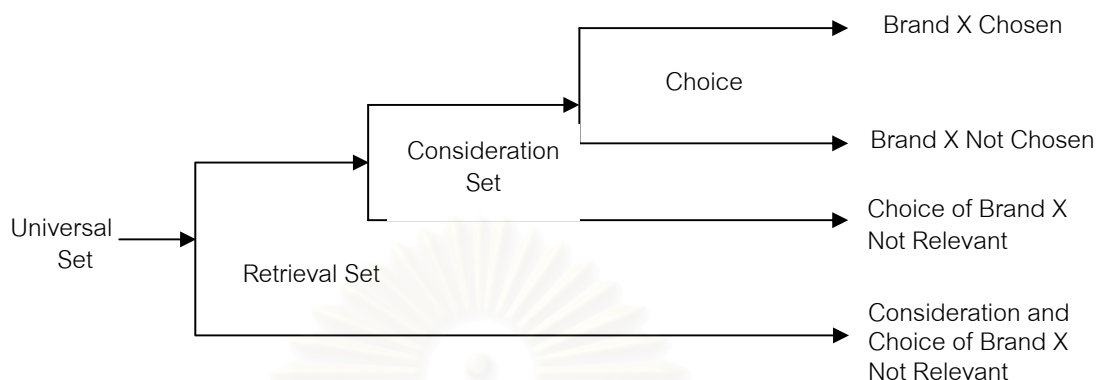 Brand X Chosen
Choice
Brand X Not Chosen
Consideration
Set
Choice of Brand X
Not Relevant
Universal
Set
Retrieval Set
Consideration and
Choice of Brand X
Not Relevant